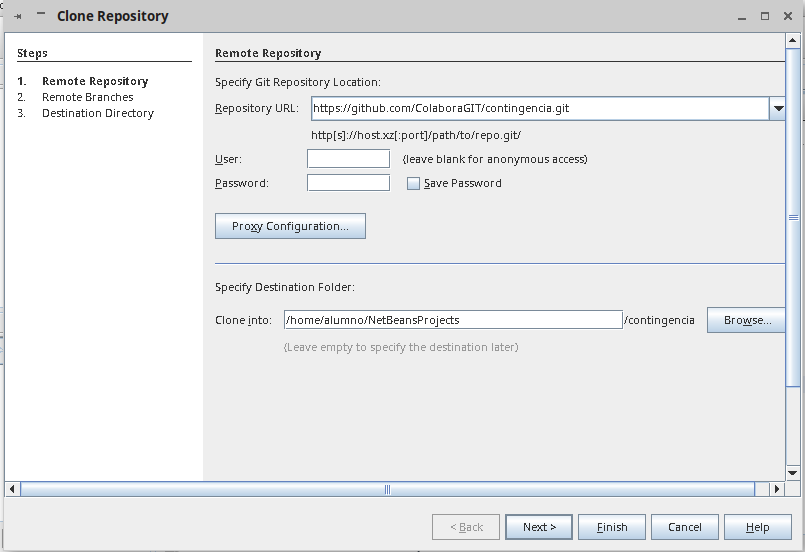 Clone Repository
Steps
1. Remote Repository
2. Remote Branches
3. Destination Directory
Remote Repository
Specify Git Repository Location:
Repository URL: https://github.com/ColaboraGIT/contingencia.git
http[s]://host.xz[:port]/path/to/repo.git/
User: (leave blank for anonymous access)
Password: Save Password
Proxy Configuration...
Specify Destination Folder:
Clone into: /home/alumno/NetBeansProjects /contingencia Browse...
(Leave empty to specify the destination later)
< Back Next > Finish Cancel Help